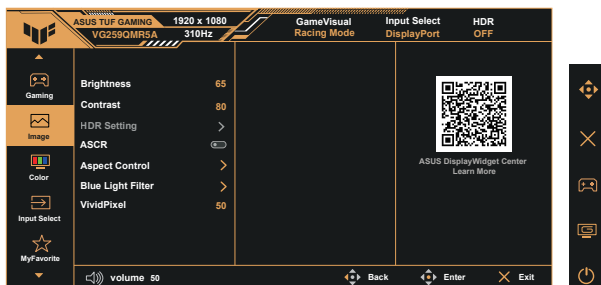 ASUS TUF GAMING 1920 x 1080 GameVisual Input Select HDR
VG259QMR5A 310Hz Racing Mode DisplayPort OFF
Gaming
Image
Color
Input Select
MyFavorite
Brightness 65
Contrast 80
HDR Setting
ASCR
Aspect Control
Blue Light Filter
VividPixel 50
ASUS DisplayWidget Center
Learn More
volume 50 Back Enter Exit